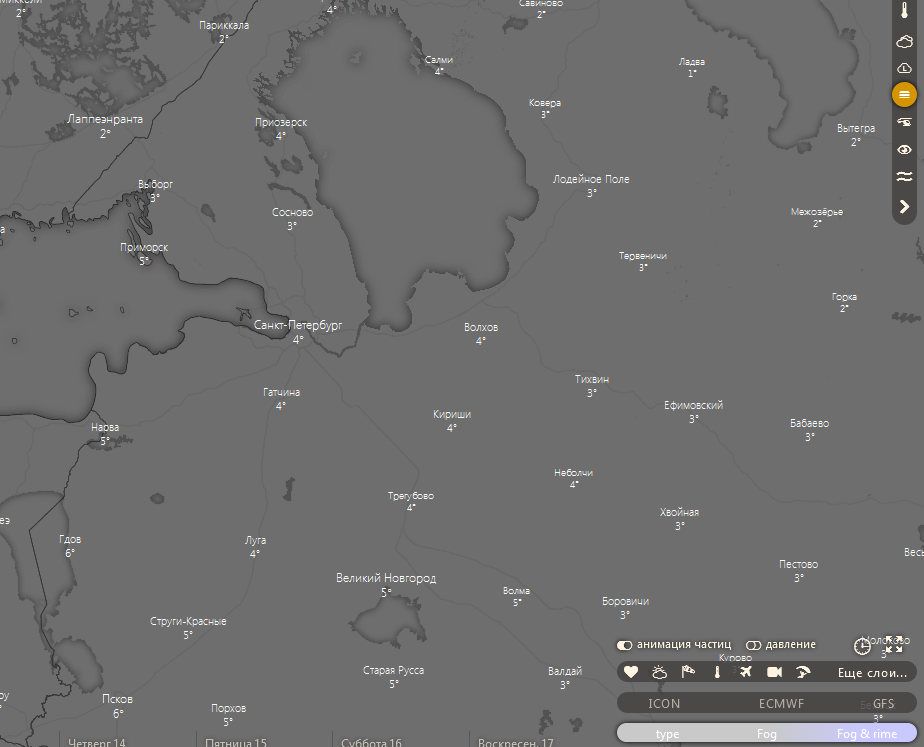 Миккели
2°
4°
Савиново
2°
Париккала
2°
Салми
4°
Ладва
1°
Ковера
3°
Лаппеэнранта
2°
Приозерск
4°
Вытегра
2°
Выборг
3°
Лодейное Поле
3°
Сосново
3°
Межозёрье
2°
а
Приморск
5°
Тервеничи
3°
Горка
2°
Санкт-Петербург
4°
Волхов
4°
Тихвин
3°
Гатчина
4°
Ефимовский
3°
Кириши
4°
Бабаево
3°
Нарва
5°
Неболчи
4°
Трегубово
4°
Хвойная
3°
еэ
Гдов
6°
Луга
4°
Весь
Пестово
3°
Великий Новгород
5°
Волма
5°
Боровичи
3°
Струги-Красные
5°
анимация частиц давление
Молоково
3°
Курово
Старая Русса
5°
Валдай
3°
Еще слои...
ру
Псков
6°
Порхов
5°
ICON ECMWF GFS
3°
type Fog Fog & rime
Четверг 14 Пятница 15 Суббота 16 Воскресен. 17